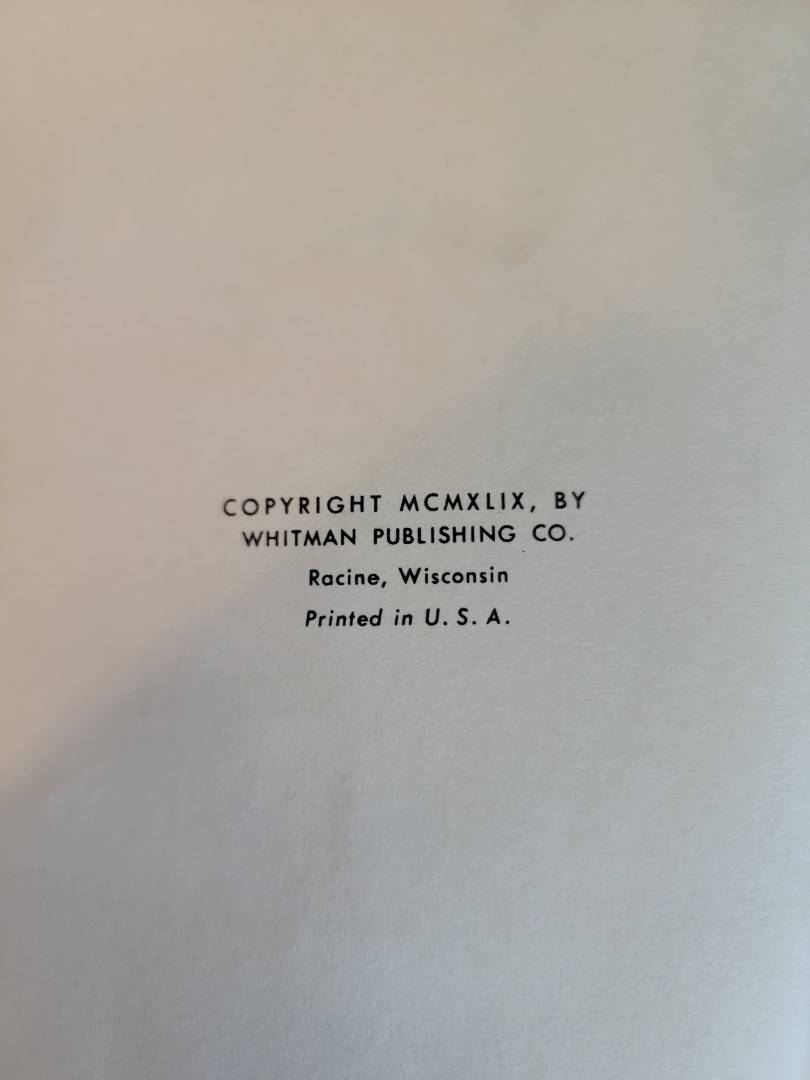 COPYRIGHT MCMXLIX, BY
WHITMAN PUBLISHING CO.
Racine, Wisconsin
Printed in U. S. A.